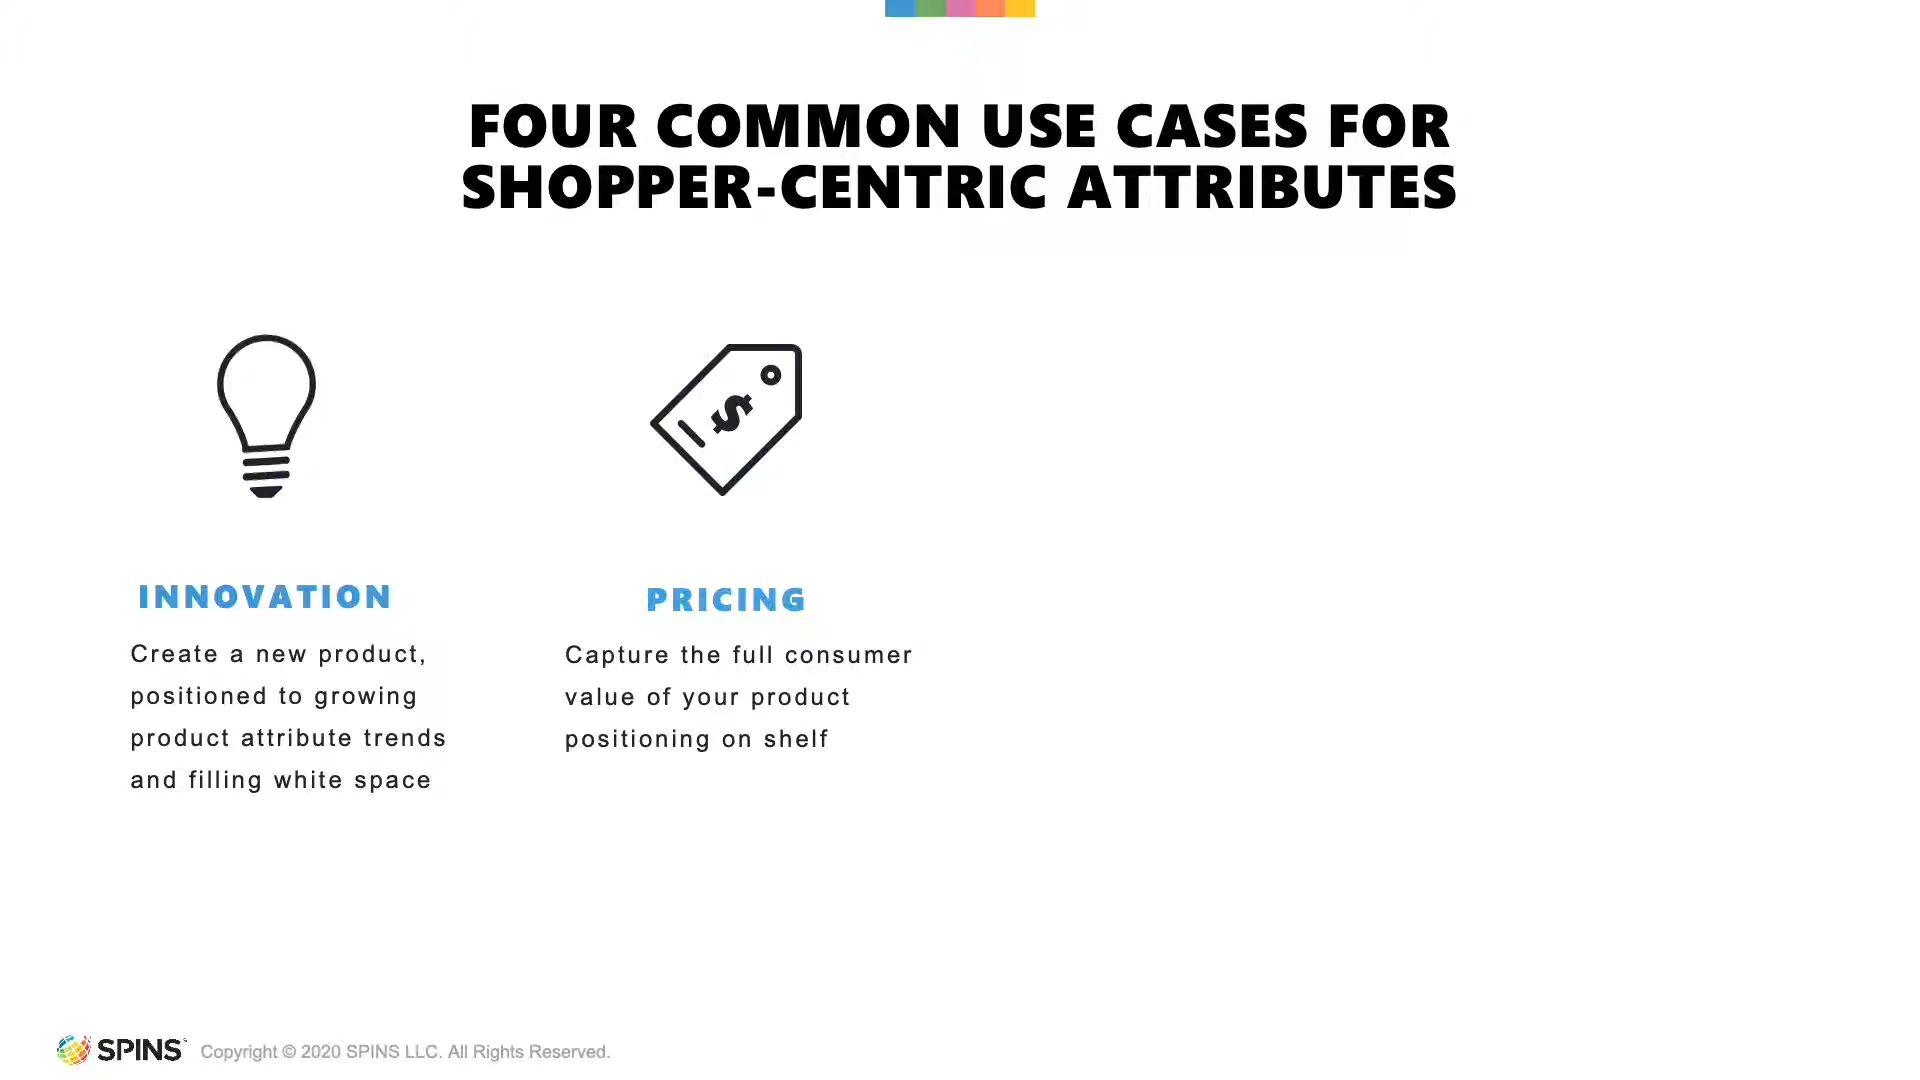 FOUR COMMON USE CASES FOR
SHOPPER-CENTRIC ATTRIBUTES
$
INNOVATION
Create a new product,
positioned to growing
product attribute trends
and filling white space
PRICING
Capture the full consumer
value of your product
positioning on shelf
SPINS Copyright © 2020 SPINS LLC. All Rights Reserved.